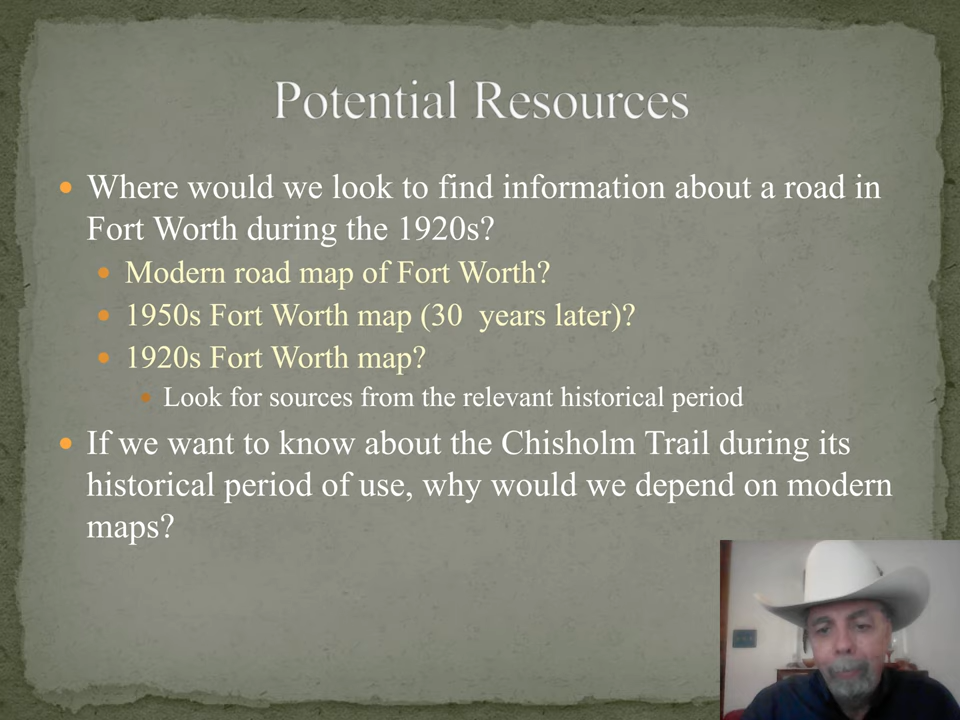 Potential Resources
Where would we look to find information about a road in
Fort Worth during the 1920s?
Modern road map of Fort Worth?
1950s Fort Worth map (30  years later)?
1920s Fort Worth map?
Look for sources from the relevant historical period
If we want to know about the Chisholm Trail during its
historical period of use, why would we depend on modern
maps?